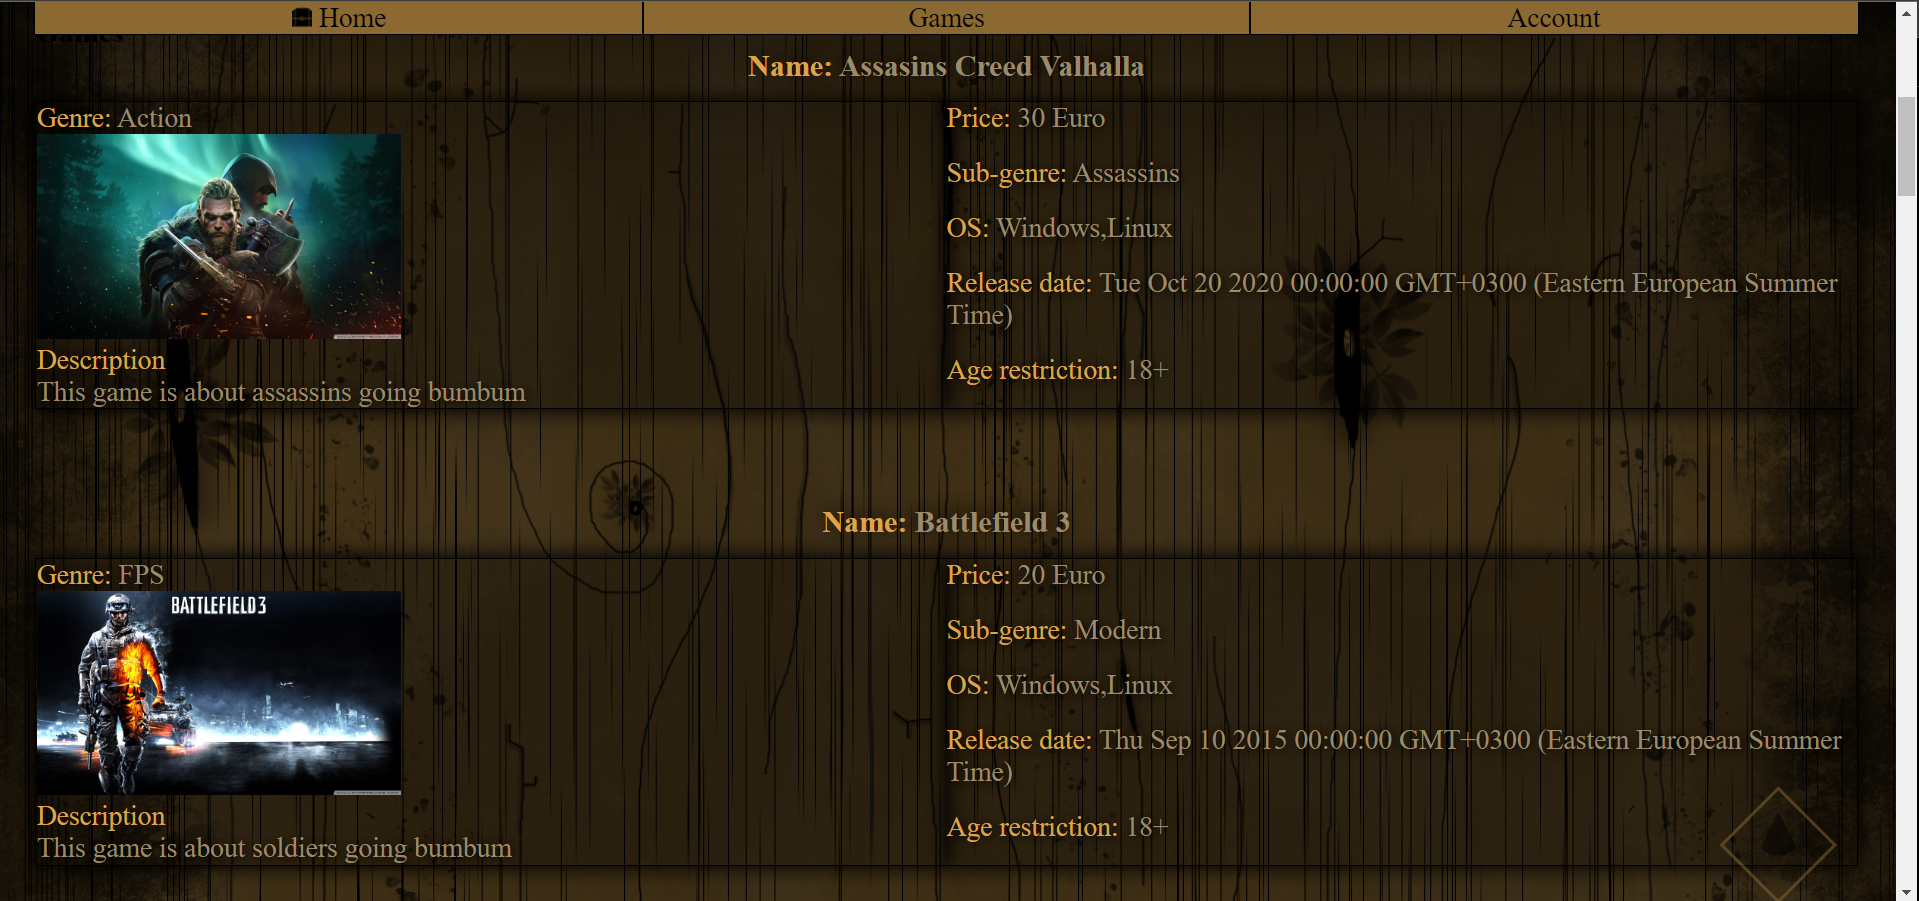 Home
Games
Account
Games
Name: Assasins Creed Valhalla
Genre: Action
Description
This game is about assassins going bumbum
Price: 30 Euro
Sub-genre: Assassins
OS: Windows,Linux
Release date: Tue Oct 20 2020 00:00:00 GMT+0300 (Eastern European Summer
Time)
Age restriction: 18+
Name: Battlefield 3
Genre: FPS
BATTLEFIELD 3
Description
This game is about soldiers going bumbum
Price: 20 Euro
Sub-genre: Modern
OS: Windows,Linux
Release date: Thu Sep 10 2015 00:00:00 GMT+0300 (Eastern European Summer
Time)
Age restriction: 18+